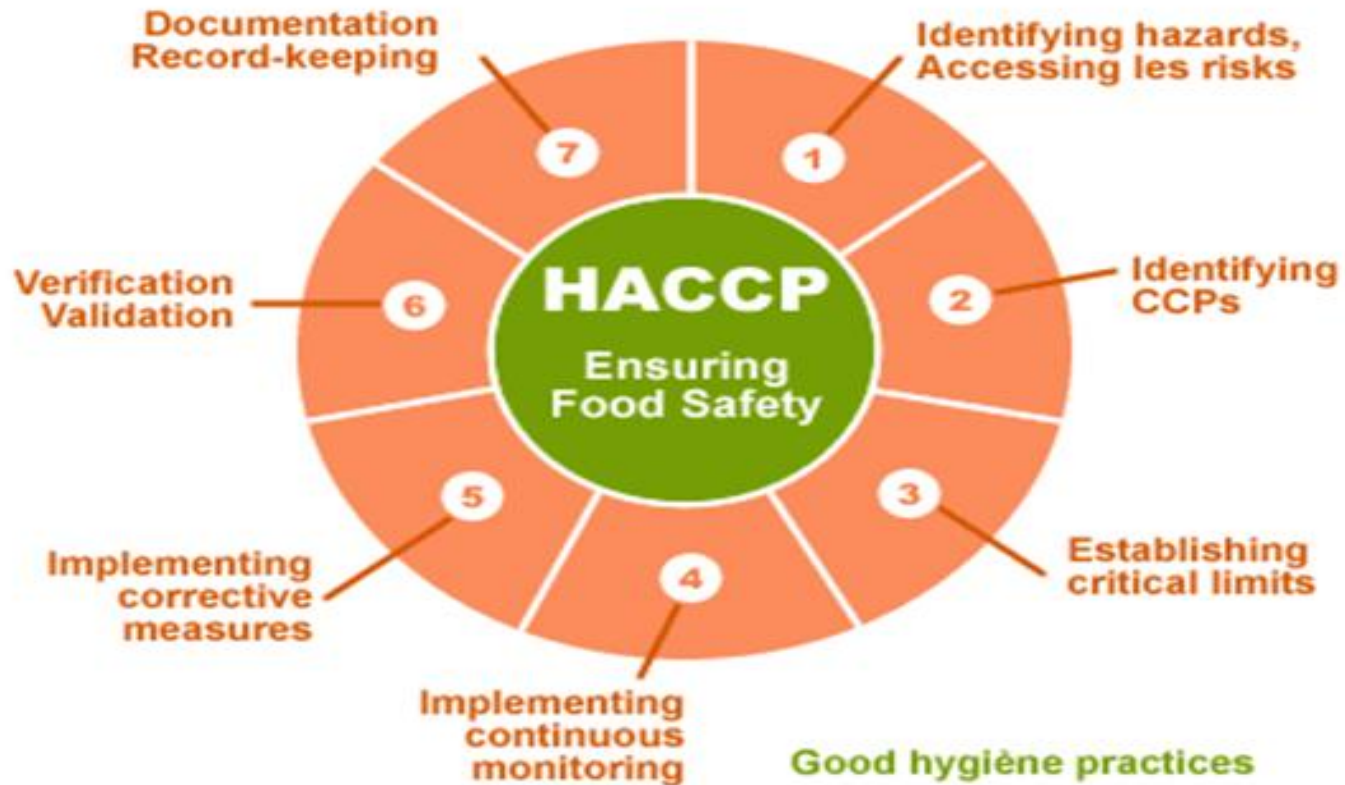 Documentation
Record-keeping
7
Identifying hazards,
Accessing les risks
1
Identifying
CCPs
2
Establishing
critical limits
3
Implementing
continuous
monitoring
4
Implementing
corrective
measures
5
Verification
Validation
6
HACCP
Ensuring
Food Safety
Good hygiène practices